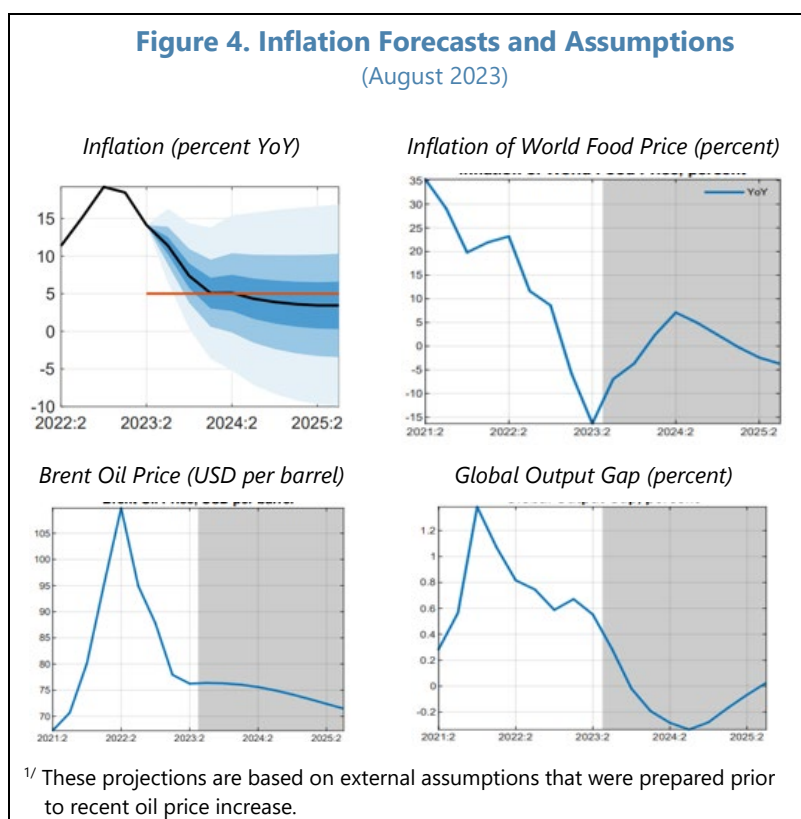 Figure 4. Inflation Forecasts and Assumptions
(August 2023)
Inflation (percent YoY)
15
10
5
0
-5
-10
2022:2 2023:2 2024:2 2025:2
Inflation of World Food Price (percent)
YoY
35
30
25
20
15
10
5
0
-5
-10
-15
2021:2 2022:2 2023:2 2024:2 2025:2
Brent Oil Price (USD per barrel)
Brent Oil Price, USD per barrel
105
100
95
90
85
80
75
70
2021:2 2022:2 2023:2 2024:2 2025:2
Global Output Gap (percent)
1.2
1
0.8
0.6
0.4
0.2
0
-0.2
2021:2 2022:2 2023:2 2024:2 2025:2
1/ These projections are based on external assumptions that were prepared prior
to recent oil price increase.